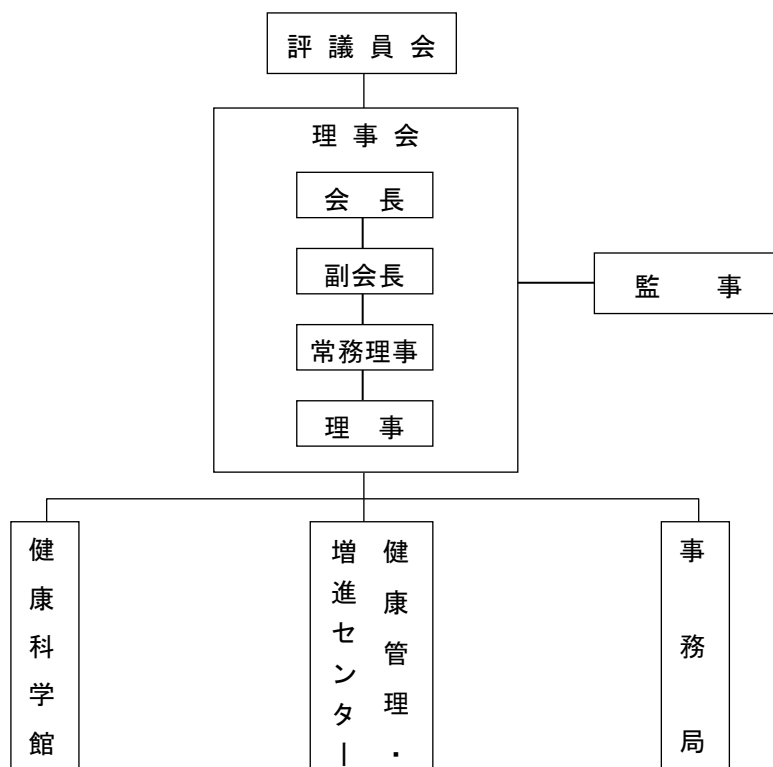 評議員会
理事会
会長
副会長
常務理事
理事
監事
健康科学館
健康管理・
増進センター
事務局